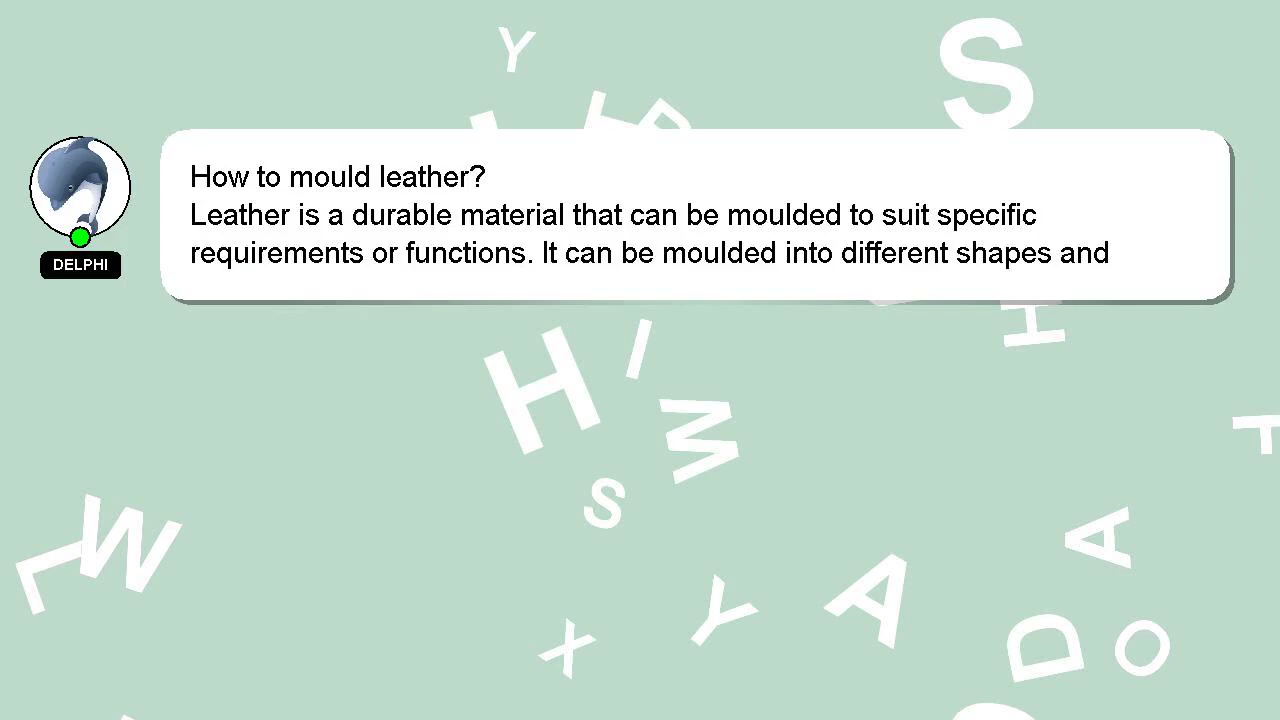 How to mould leather?
Leather is a durable material that can be moulded to suit specific
requirements or functions. It can be moulded into different shapes and
DELPHI
Y
S
H
I
W
S
H
T
W
L
A
A
Y
X
D
O